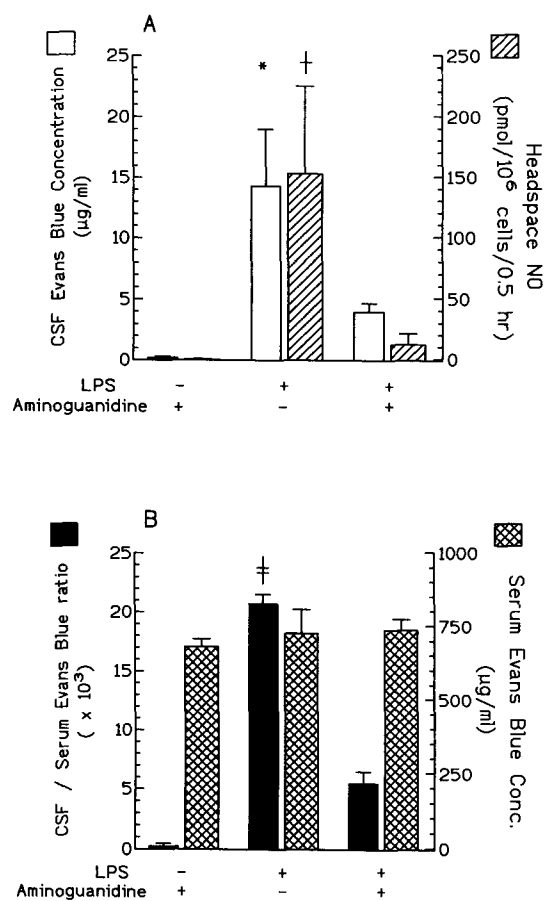 A
CSF Evans Blue Concentration
(µg/ml)
25
20
15
10
5
0
*
†
250
200
150
100
50
0
Headspace NO
(pmol/10⁶ cells/0.5 hr)
LPS - + +
Aminoguanidine + - +
B
CSF / Serum Evans Blue ratio
( x 10³)
25
20
15
10
5
0
‡
1000
750
500
250
0
Serum Evans Blue Conc.
(µg/ml)
LPS - + +
Aminoguanidine + - +